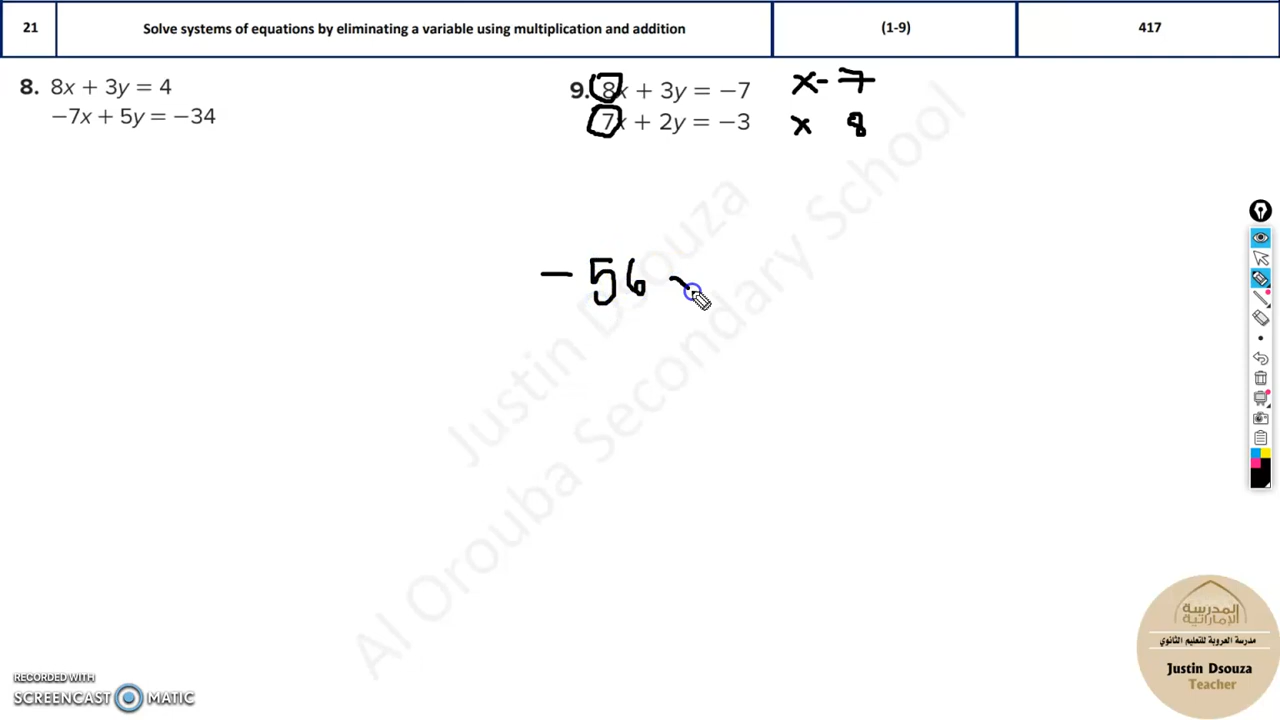 21 Solve systems of equations by eliminating a variable using multiplication and addition (1-9) 417
8. 8x + 3y = 4
−7x + 5y = −34
9. 8x + 3y = −7 x - 7
7x + 2y = −3 x 8
- 56
Justin Dsouza
Al Orouba Secondary School
RECORDED WITH
SCREENCAST MATIC
المدرسة
الإماراتية
مدرسة العروبة للتعليم الثانوي
Justin Dsouza
Teacher